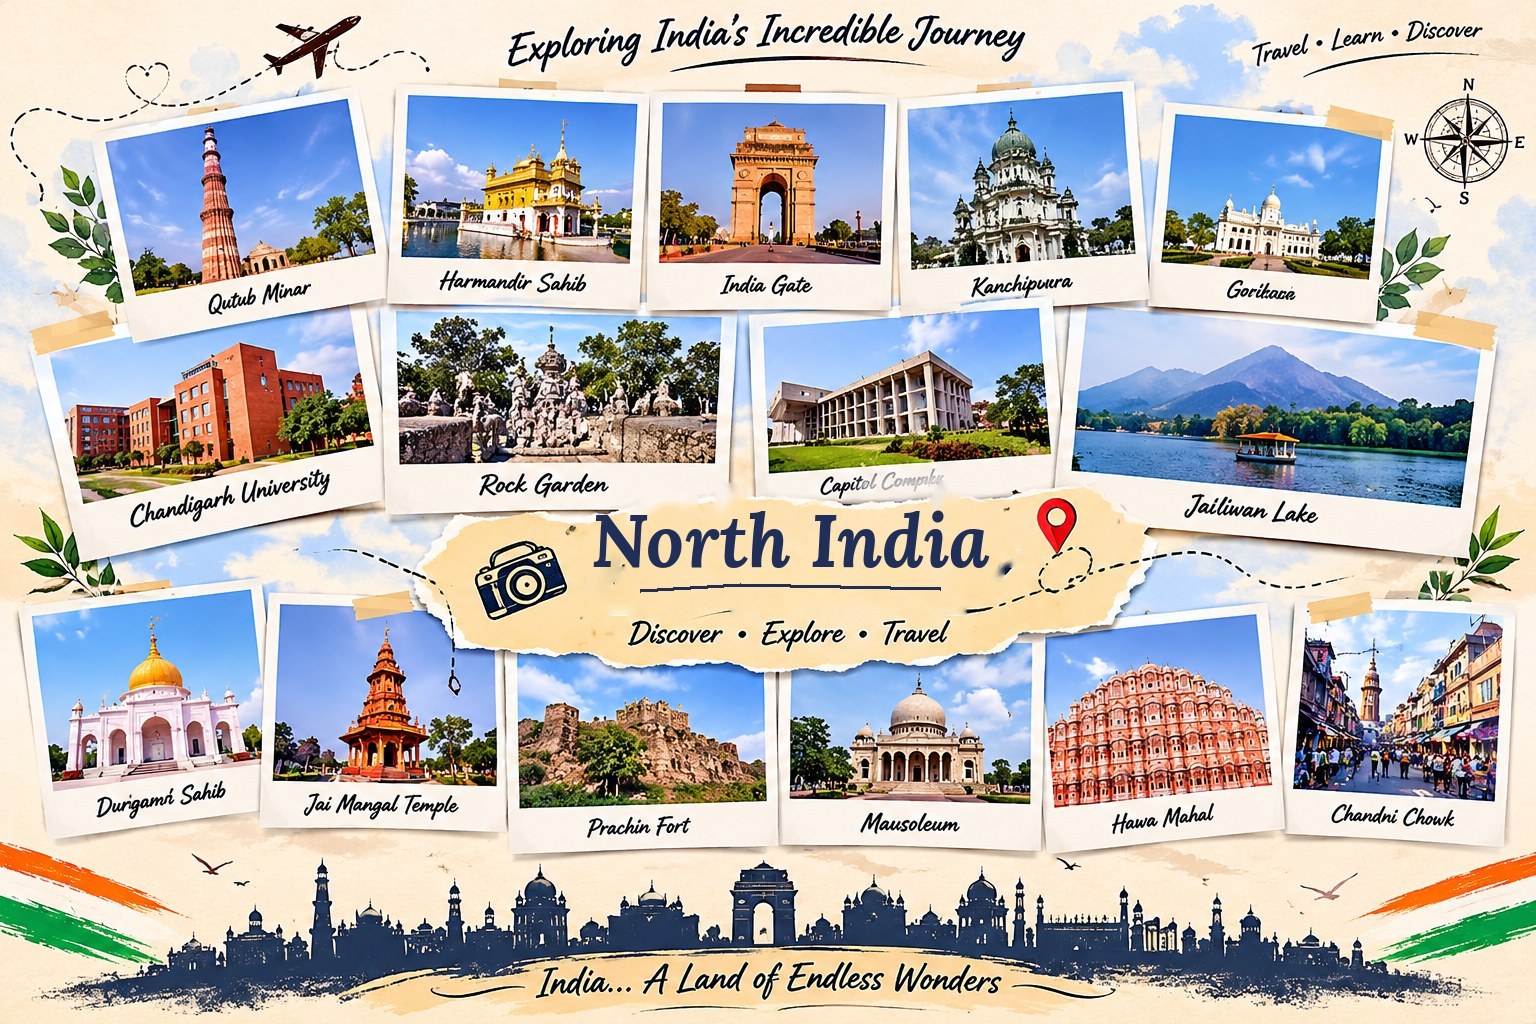 Exploring India's Incredible Journey
Travel • Learn • Discover
N
W E
S
Qutub Minar
Harmandir Sahib
India Gate
Kanchipuura
Chandigarh University
Rock Garden
Capitol
Jailiwan Lake
North India
Discover • Explore • Travel
Sahib
Jai Mangal Temple
Prachin Fort
Mausoleum
Hawa Mahal
Chandni Chowk
India... A Land of Endless Wonders